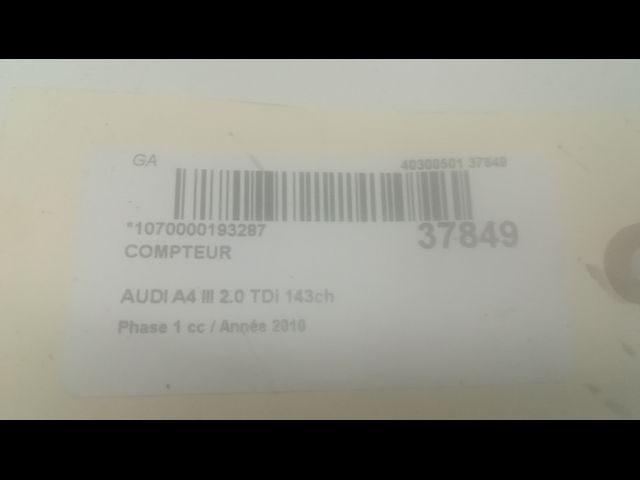 GA
40300501 37849
*1070000193287
37849
COMPTEUR
AUDI A4 III 2.0 TDi 143ch
Phase 1 cc / Année 2010